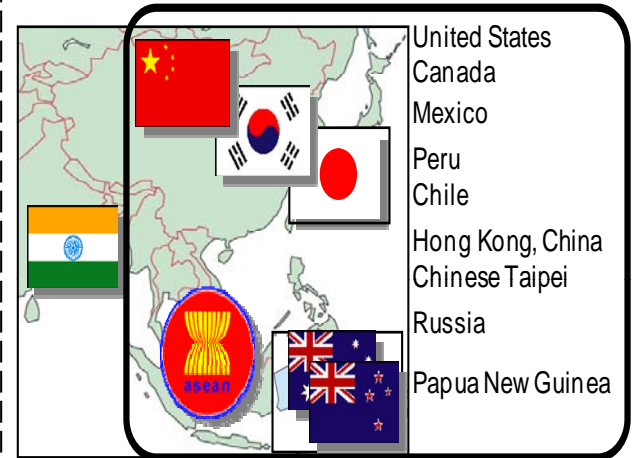 United States
Canada
Mexico
Peru
Chile
Hong Kong, China
Chinese Taipei
Russia
Papua New Guinea
asean